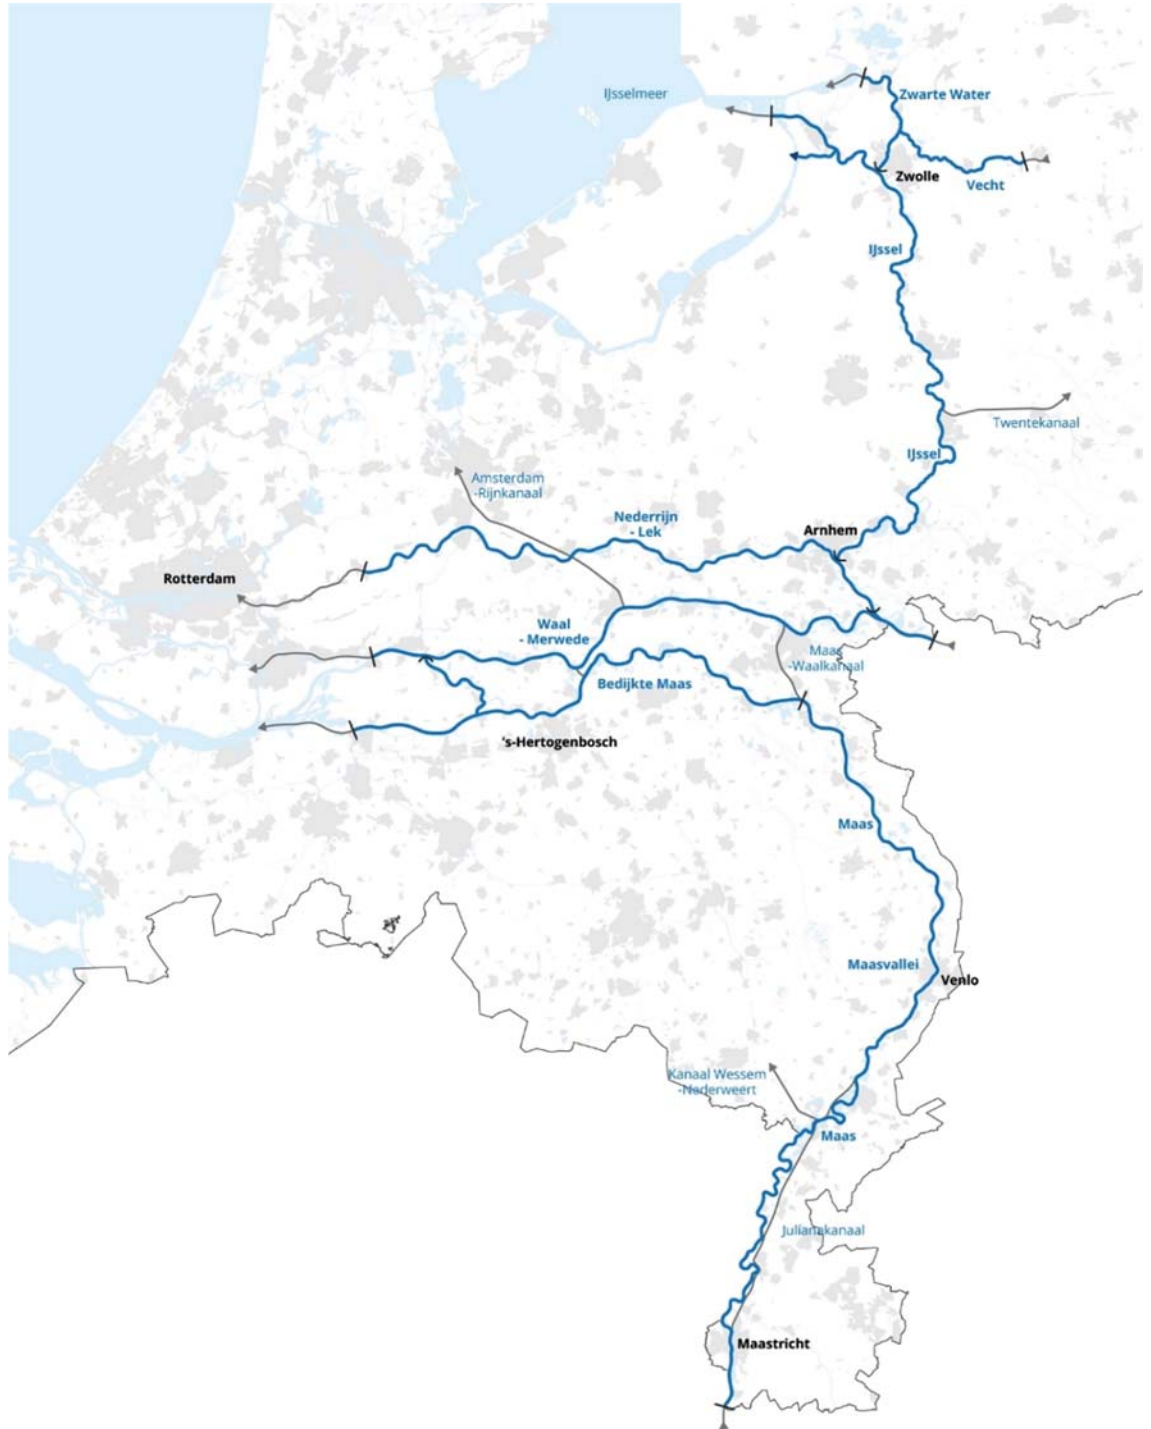 IJsselmeer
Zwarte Water
Zwolle
Vecht
IJssel
Twentekanaal
IJssel
Amsterdam
-Rijnkanaal
Nederrijn
- Lek
Arnhem
Rotterdam
Waal
- Merwede
Maas
-Waalkanaal
Bedijkte Maas
's-Hertogenbosch
Maas
Maasvallei
Venlo
Kanaal Wessem
-Nederweert
Maas
Julianakanaal
Maastricht